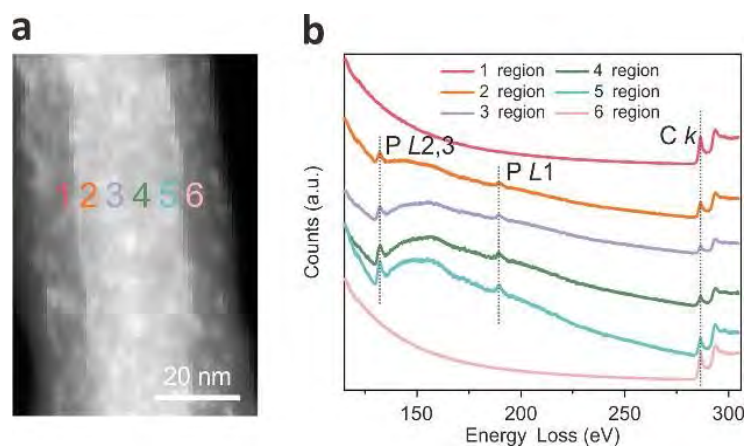 a
1 2 3 4 5 6
20 nm
b
1 region
2 region
3 region
4 region
5 region
6 region
P L2,3
P L1
C k
Counts (a.u.)
150
200
250
300
Energy Loss (eV)